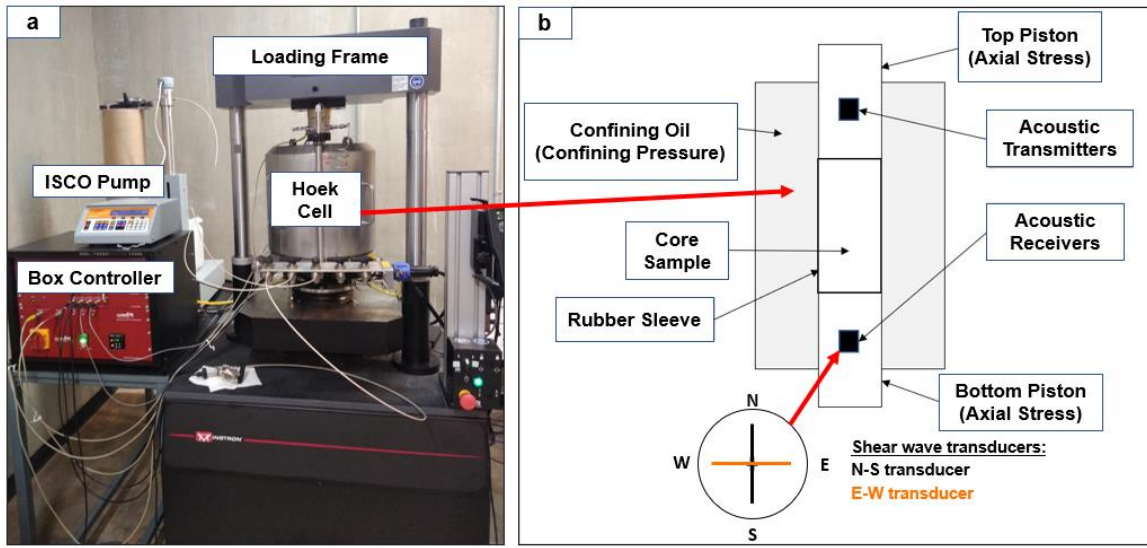 a
Loading Frame
ISCO Pump
Hoek
Cell
Box Controller
INSTRON
b
Top Piston
(Axial Stress)
Confining Oil
(Confining Pressure)
Acoustic
Transmitters
Core
Sample
Acoustic
Receivers
Rubber Sleeve
Bottom Piston
(Axial Stress)
N
W
E
S
Shear wave transducers:
N-S transducer
E-W transducer